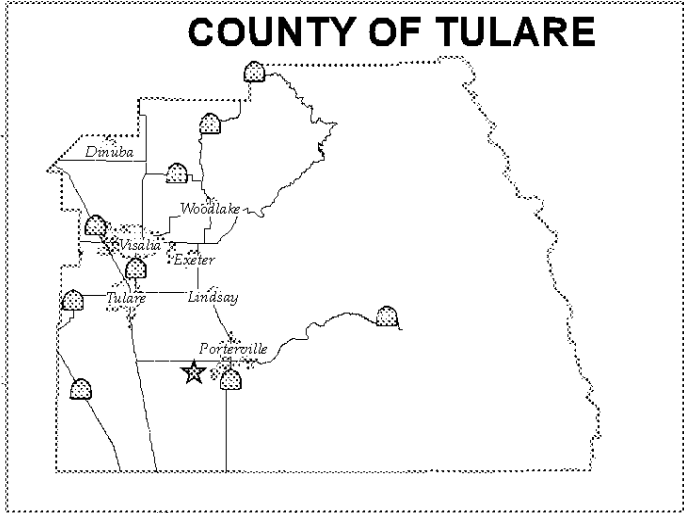 COUNTY OF TULARE
Dinuba
Woodlake
Visalia
Exeter
Tulare
Lindsay
Porterville